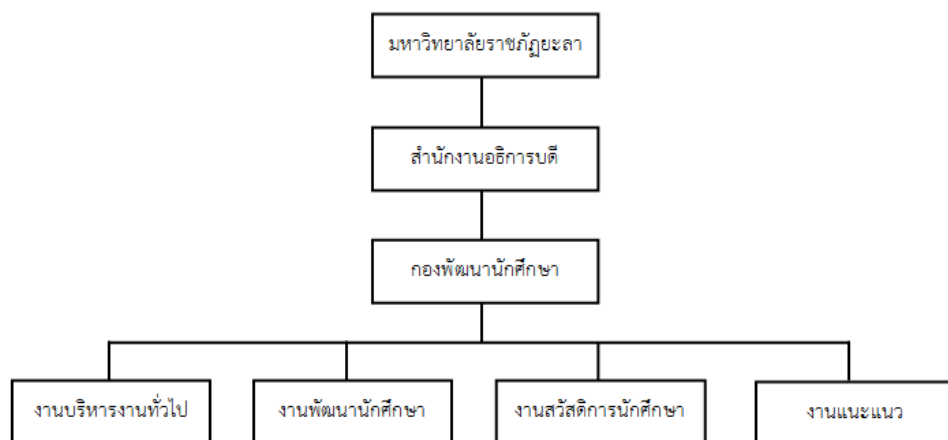 มหาวิทยาลัยราชภัฏยะลา
สำนักงานอธิการบดี
กองพัฒนานักศึกษา
งานบริหารงานทั่วไป
งานพัฒนานักศึกษา
งานสวัสดิการนักศึกษา
งานแนะแนว